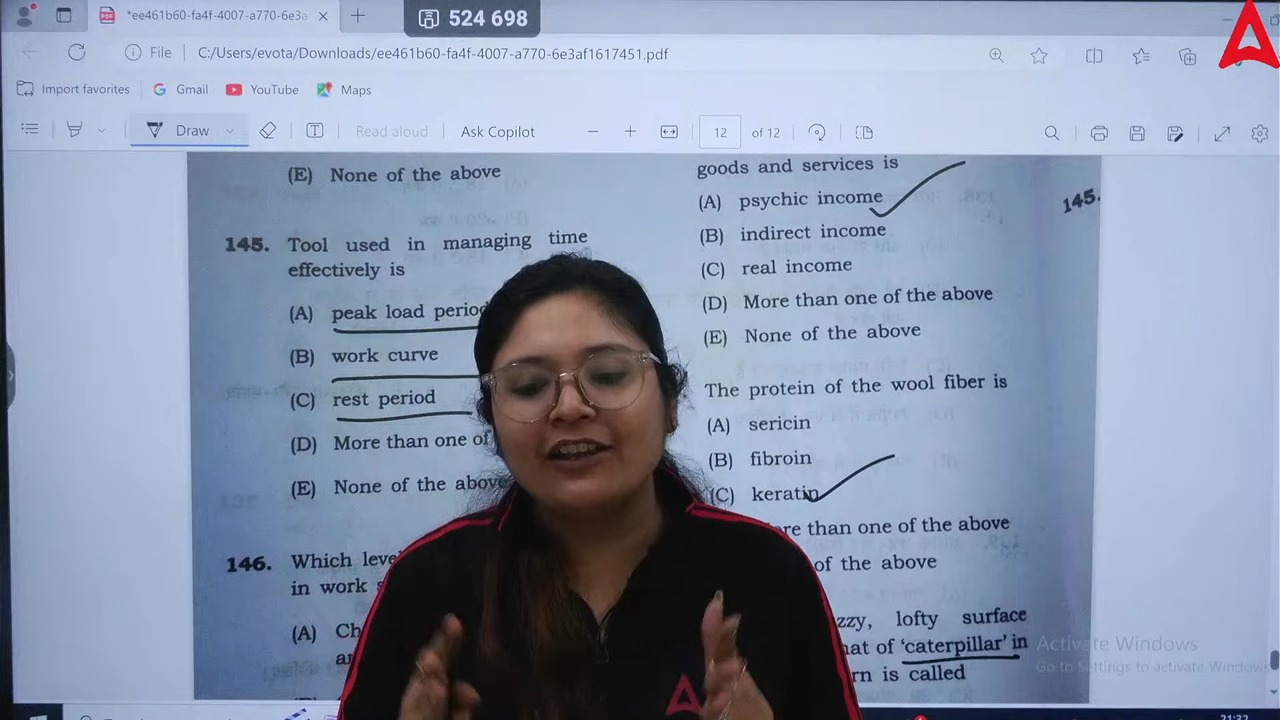 *ee461b60-fa4f-4007-a770-6e3a
524 698
File
C:/Users/evota/Downloads/ee461b60-fa4f-4007-a770-6e3af1617451.pdf
Import favorites
Gmail
YouTube
Maps
Draw
Read aloud
Ask Copilot
12
of 12
(E) None of the above
145. Tool used in managing time
effectively is
(A) peak load period
(B) work curve
(C) rest period
(D) More than one of
(E) None of the above
146. Which
in work
(A)
goods and services is
(A) psychic income
(B) indirect income
(C) real income
(D) More than one of the above
(E) None of the above
The protein of the wool fiber is
(A) sericin
(B) fibroin
(C) keratin
than one of the above
of the above
lofty surface
of 'caterpillar' in
is called
145.
Activate Windows
Go to Settings to activate Windows
21:32